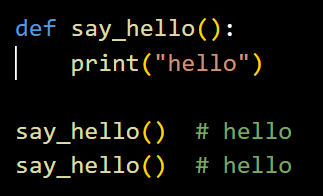 def say_hello():
    print("hello")

say_hello()  # hello
say_hello()  # hello